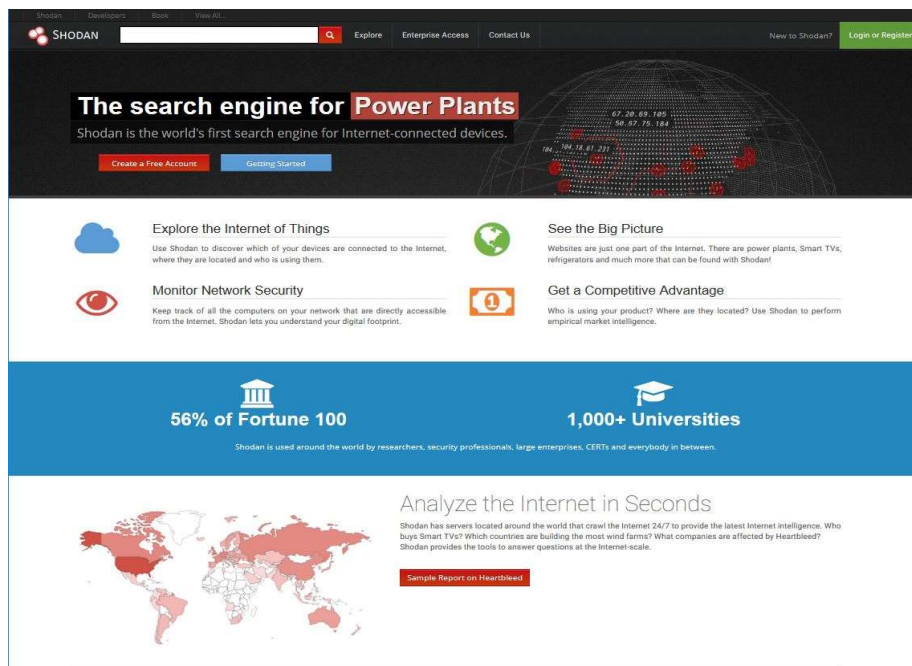 Shodan Developers Book View All...
SHODAN Explore Enterprise Access Contact Us New to Shodan? Login or Register
The search engine for Power Plants
Shodan is the world's first search engine for Internet-connected devices.
Create a Free Account Getting Started
67.20.69.105
50.67.75.184
104.18.61.231
104.
Explore the Internet of Things
Use Shodan to discover which of your devices are connected to the Internet,
where they are located and who is using them.
See the Big Picture
Websites are just one part of the Internet. There are power plants, Smart TVs,
refrigerators and much more that can be found with Shodan!
Monitor Network Security
Keep track of all the computers on your network that are directly accessible
from the Internet. Shodan lets you understand your digital footprint.
1
Get a Competitive Advantage
Who is using your product? Where are they located? Use Shodan to perform
empirical market intelligence.
56% of Fortune 100
1,000+ Universities
Shodan is used around the world by researchers, security professionals, large enterprises, CERTs and everybody in between.
Analyze the Internet in Seconds
Shodan has servers located around the world that crawl the Internet 24/7 to provide the latest Internet intelligence. Who
buys Smart TVs? Which countries are building the most wind farms? What companies are affected by Heartbleed?
Shodan provides the tools to answer questions at the Internet-scale.
Sample Report on Heartbleed